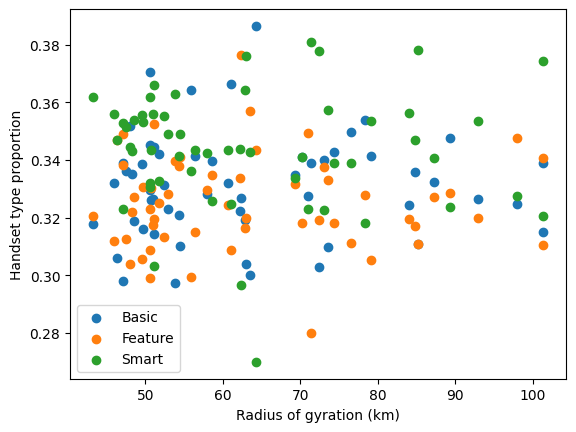 0.38
0.36
0.34
0.32
0.30
0.28
Handset type proportion
Basic
Feature
Smart
50 60 70 80 90 100
Radius of gyration (km)